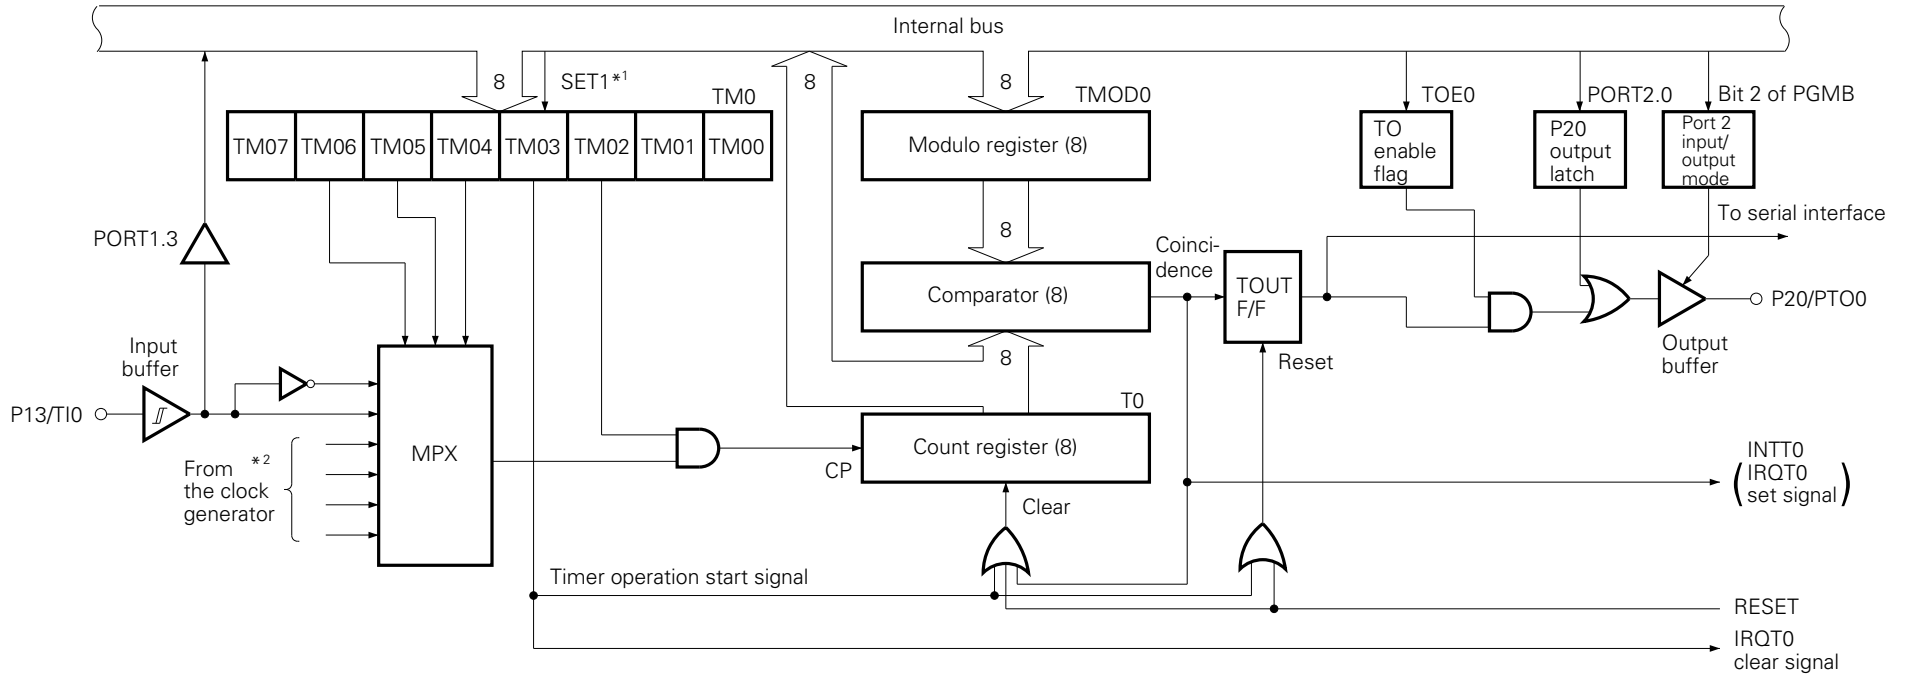 Internal bus
8
SET1*1
TM0
8
8
TMOD0
TOE0
PORT2.0
Bit 2 of PGMB
TM07 TM06 TM05 TM04 TM03 TM02 TM01 TM00
Modulo register (8)
TO
enable
flag
P20
output
latch
Port 2
input/
output
mode
PORT1.3
8
To serial interface
Coinci-
dence
Comparator (8)
TOUT
F/F
P20/PTO0
Input
buffer
8
Reset
Output
buffer
P13/TI0
T0
MPX
Count register (8)
CP
From *2
the clock
generator
INTT0
(IRQT0
set signal)
Clear
Timer operation start signal
RESET
IRQT0
clear signal